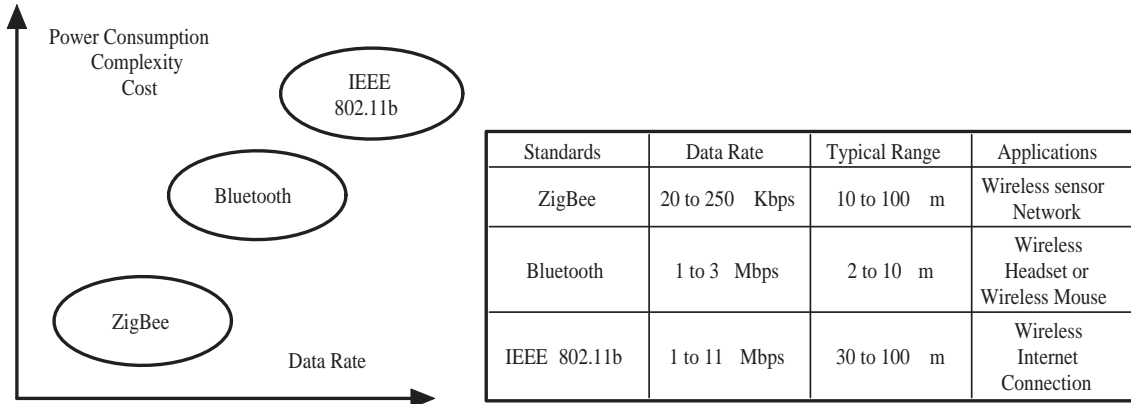 Power Consumption
Complexity
Cost
IEEE
802.11b
Bluetooth
ZigBee
Data Rate
Standards Data Rate Typical Range Applications
ZigBee 20 to 250 Kbps 10 to 100 m Wireless sensor
Network
Bluetooth 1 to 3 Mbps 2 to 10 m Wireless
Headset or
Wireless Mouse
IEEE 802.11b 1 to 11 Mbps 30 to 100 m Wireless
Internet
Connection